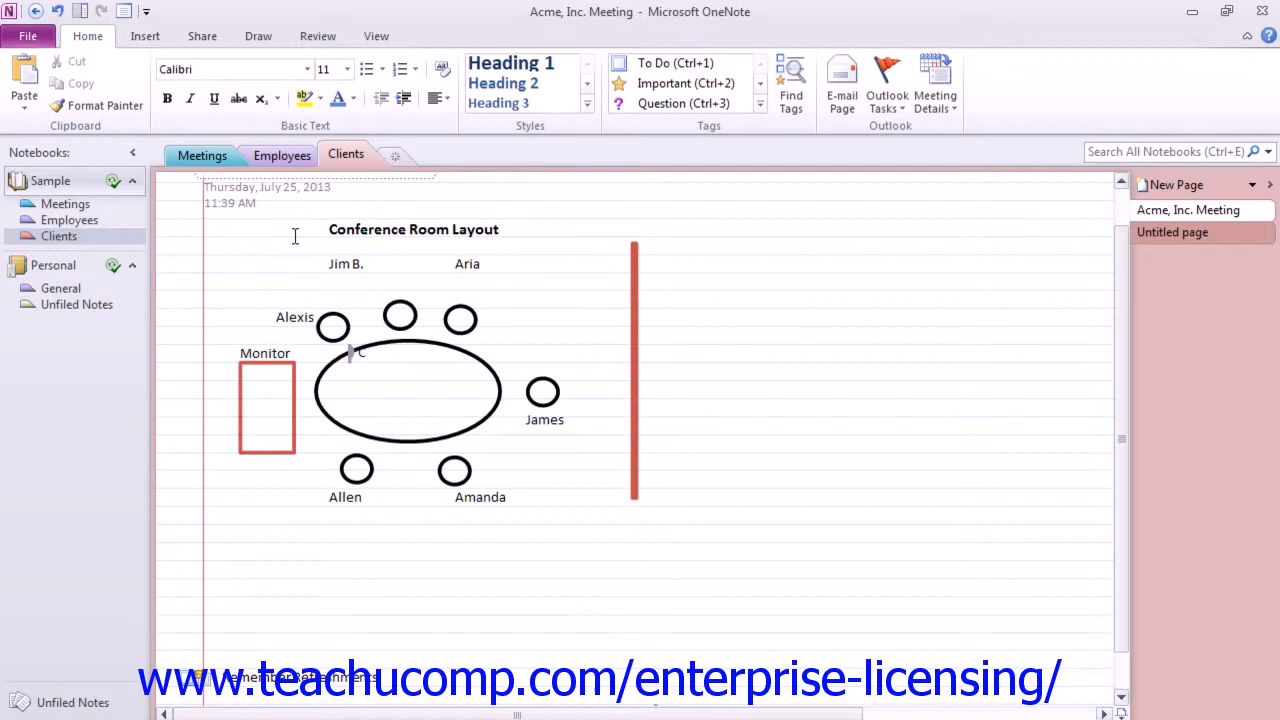 Acme, Inc. Meeting - Microsoft OneNote
File Home Insert Share Draw Review View
Paste
Cut
Copy
Format Painter
Clipboard
Calibri 11
B I U abc x₂ ab A
Basic Text
Heading 1
Heading 2
Heading 3
Styles
To Do (Ctrl+1)
Important (Ctrl+2)
Question (Ctrl+3)
Tags
Find Tags
E-mail Page
Outlook Tasks
Meeting Details
Outlook
Notebooks:
Sample
Meetings
Employees
Clients
Personal
General
Unfiled Notes
Unfiled Notes
Meetings Employees Clients
Search All Notebooks (Ctrl+E)
New Page
Acme, Inc. Meeting
Untitled page
Thursday, July 25, 2013
11:39 AM
Conference Room Layout
Jim B. Aria
Alexis
Monitor
C
James
Allen Amanda
Remember Refreshments
www.teachucomp.com/enterprise-licensing/